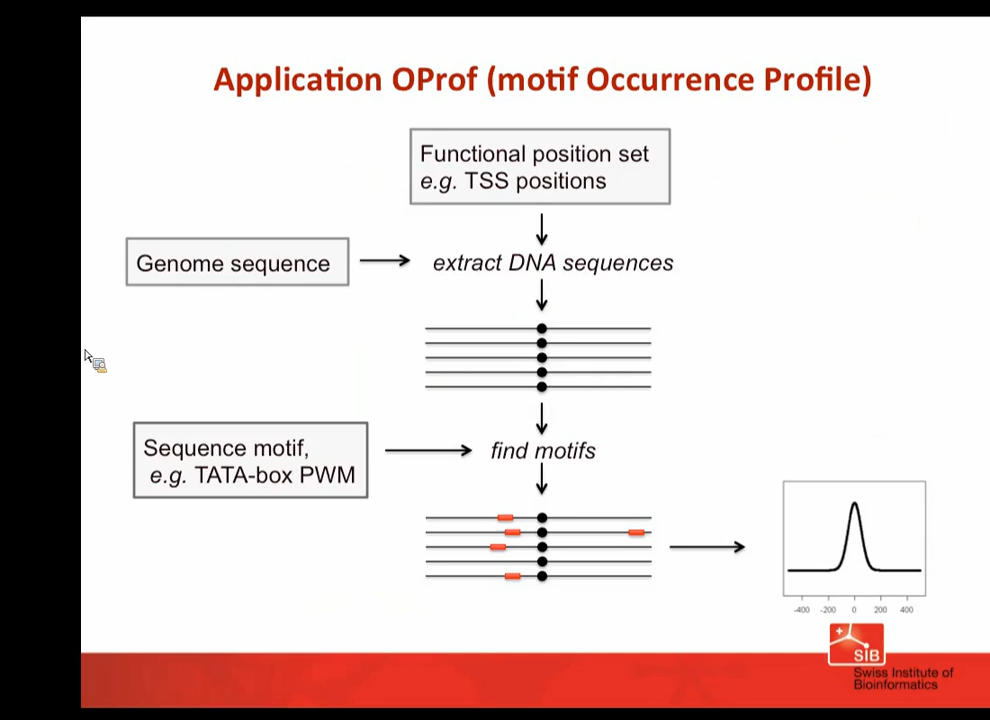 Application OProf (motif Occurrence Profile)
Functional position set
e.g. TSS positions
Genome sequence
extract DNA sequences
Sequence motif,
e.g. TATA-box PWM
find motifs
-400 -200 0 200 400
SIB
Swiss Institute of
Bioinformatics